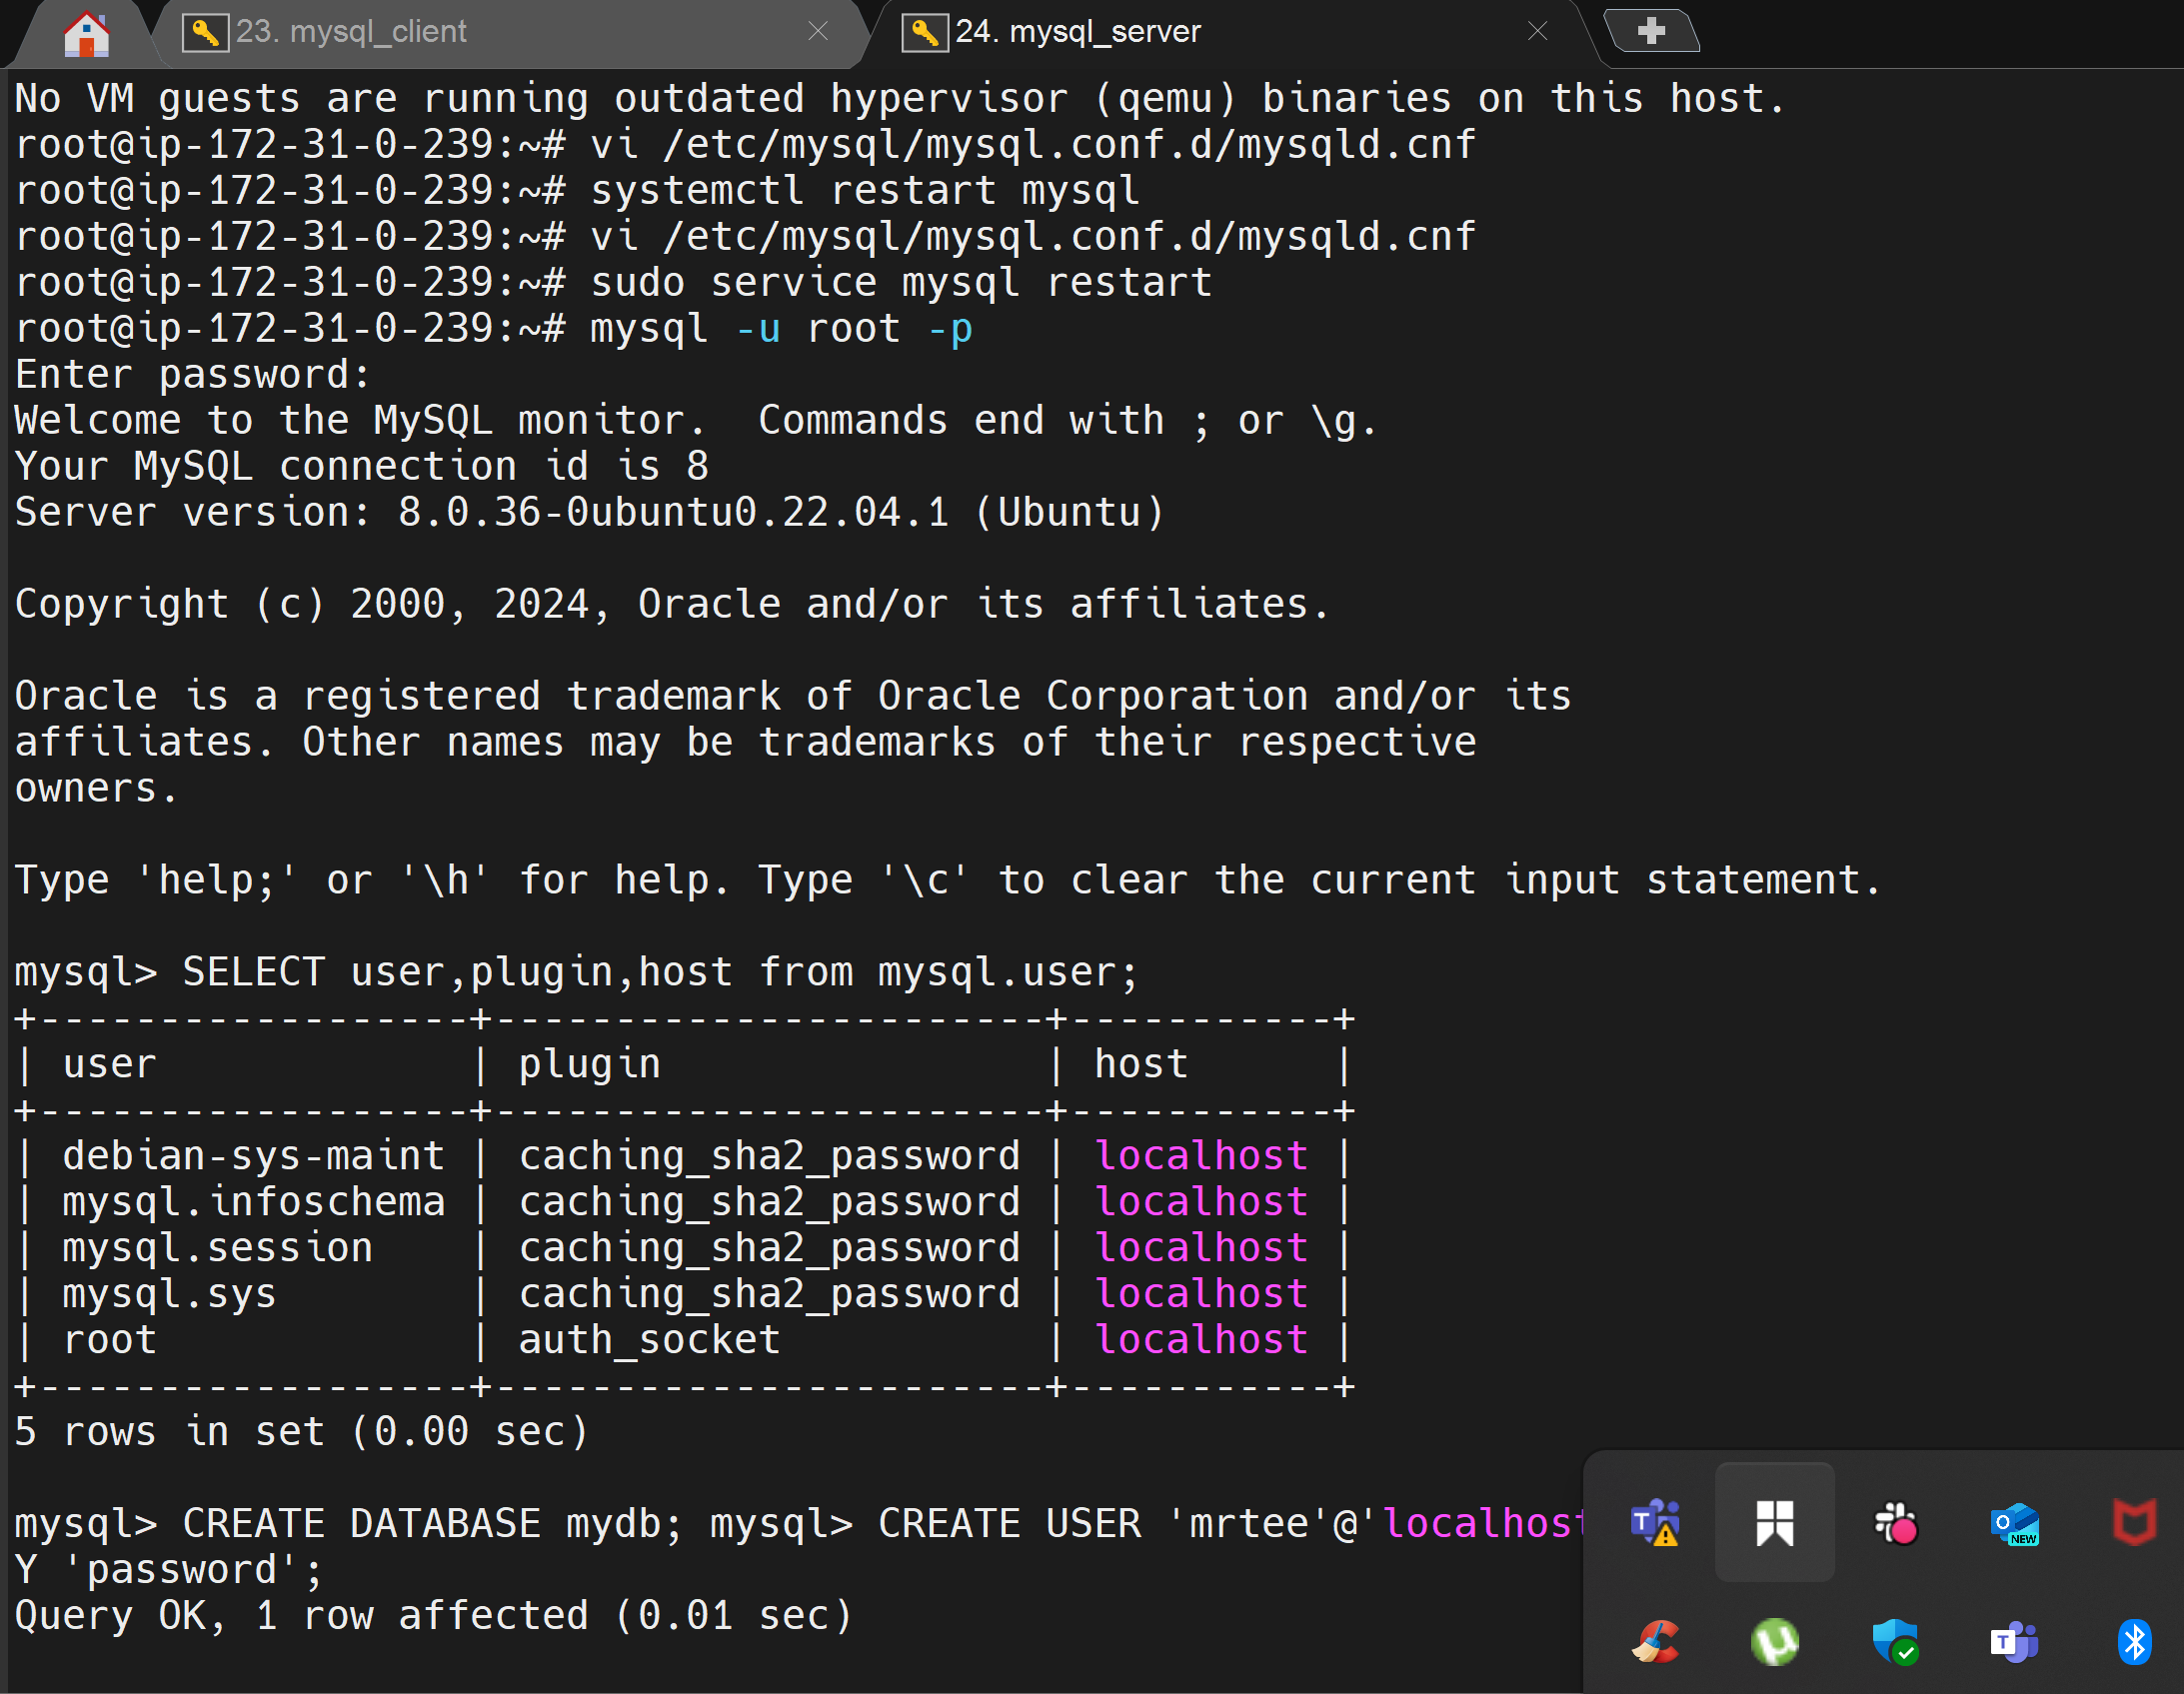 23. mysql_client
24. mysql_server
No VM guests are running outdated hypervisor (qemu) binaries on this host.
root@ip-172-31-0-239:~# vi /etc/mysql/mysql.conf.d/mysqld.cnf
root@ip-172-31-0-239:~# systemctl restart mysql
root@ip-172-31-0-239:~# vi /etc/mysql/mysql.conf.d/mysqld.cnf
root@ip-172-31-0-239:~# sudo service mysql restart
root@ip-172-31-0-239:~# mysql -u root -p
Enter password:
Welcome to the MySQL monitor.  Commands end with ; or \g.
Your MySQL connection id is 8
Server version: 8.0.36-0ubuntu0.22.04.1 (Ubuntu)
Copyright (c) 2000, 2024, Oracle and/or its affiliates.
Oracle is a registered trademark of Oracle Corporation and/or its
affiliates. Other names may be trademarks of their respective
owners.
Type 'help;' or '\h' for help. Type '\c' to clear the current input statement.
mysql> SELECT user,plugin,host from mysql.user;
+------------------+-----------------------+-----------+
| user             | plugin                | host      |
+------------------+-----------------------+-----------+
| debian-sys-maint | caching_sha2_password | localhost |
| mysql.infoschema | caching_sha2_password | localhost |
| mysql.session    | caching_sha2_password | localhost |
| mysql.sys        | caching_sha2_password | localhost |
| root             | auth_socket           | localhost |
+------------------+-----------------------+-----------+
5 rows in set (0.00 sec)
mysql> CREATE DATABASE mydb; mysql> CREATE USER 'mrtee'@'localhost
Y 'password';
Query OK, 1 row affected (0.01 sec)
NEW